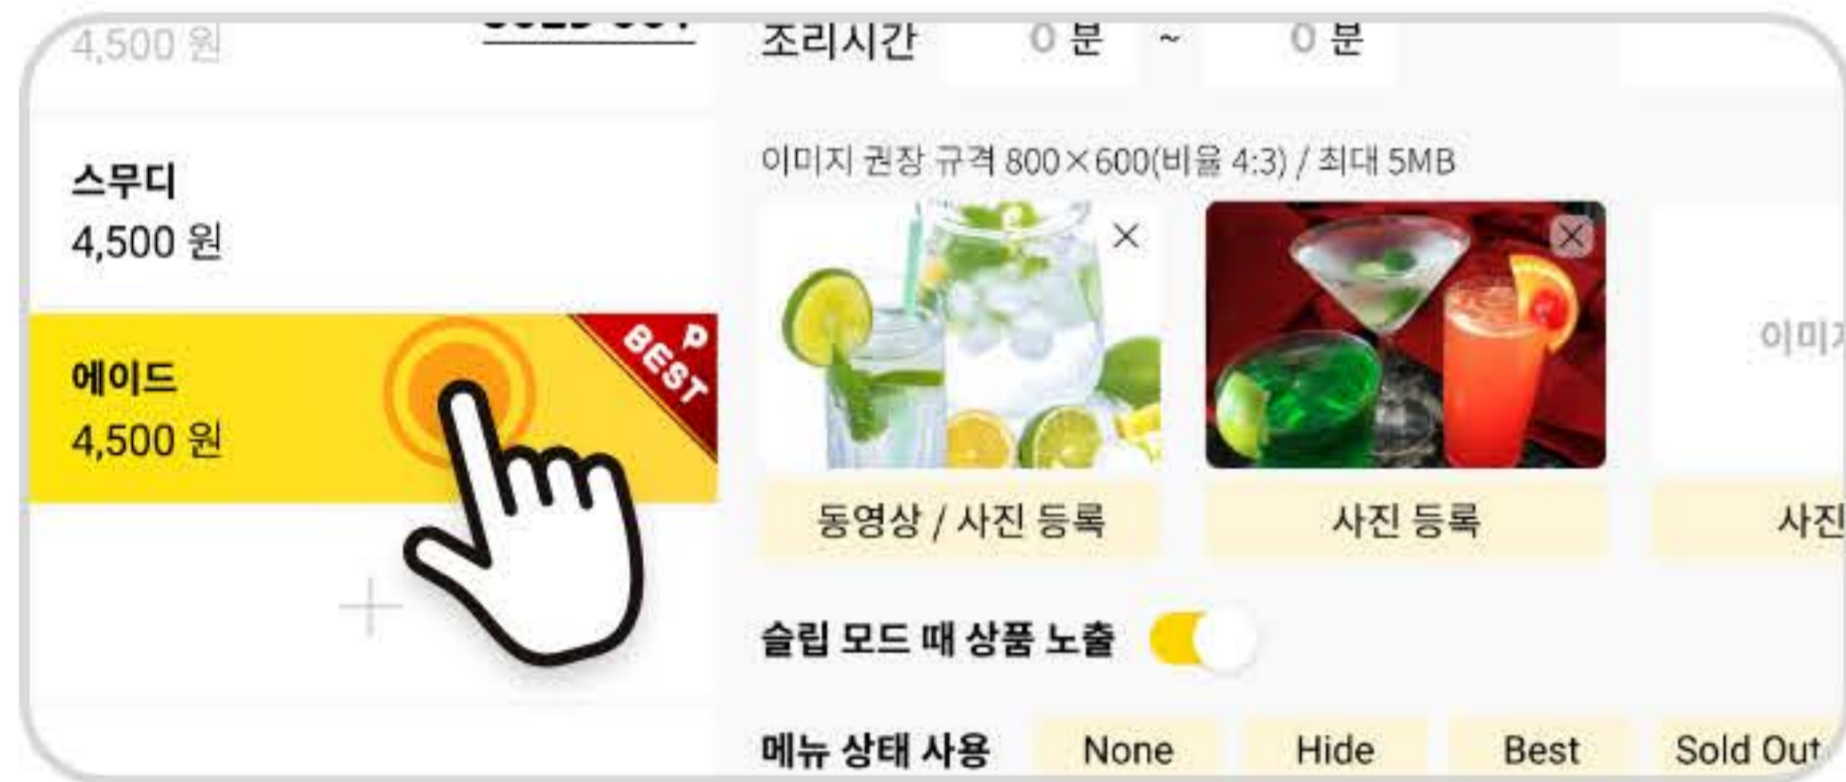 4,500 원
조리시간 0 분 ~ 0 분
스무디
4,500 원
에이드
4,500 원
P
BEST
이미지 권장 규격 800×600(비율 4:3) / 최대 5MB
동영상 / 사진 등록
사진 등록
사진
슬립 모드 때 상품 노출
메뉴 상태 사용 None Hide Best Sold Out